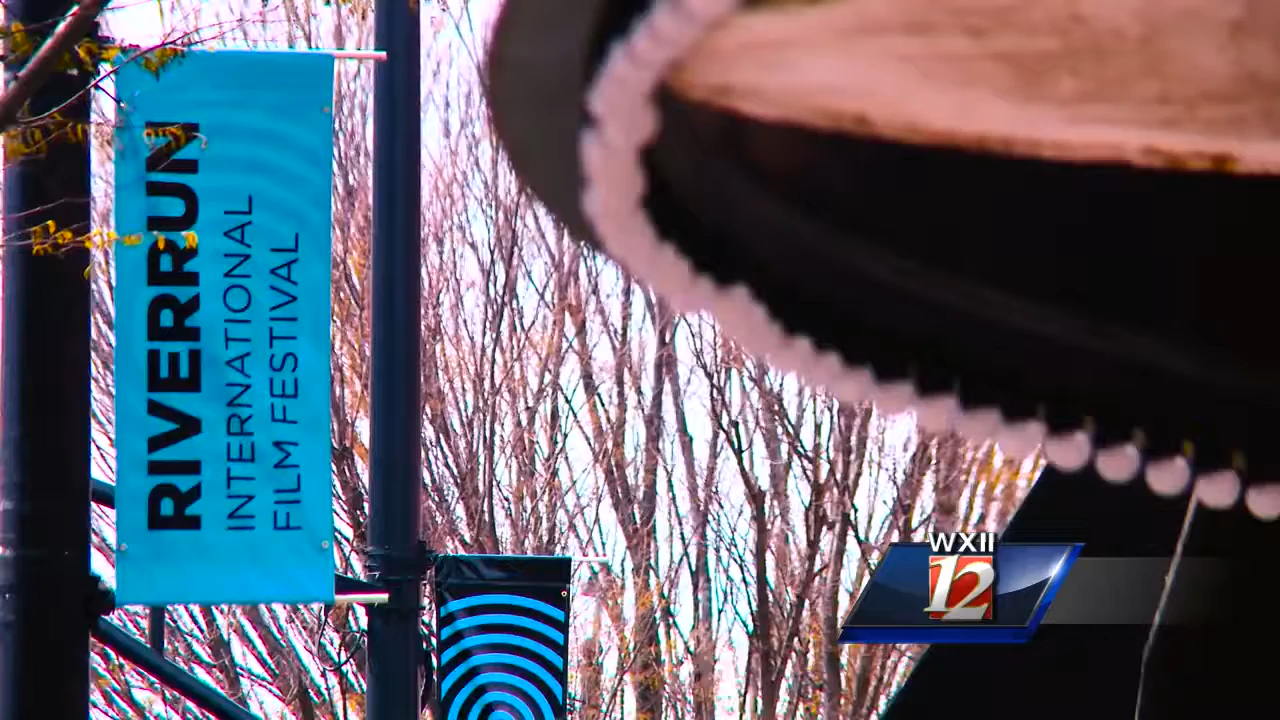 RIVERRUN
INTERNATIONAL
FILM FESTIVAL
WXII
12